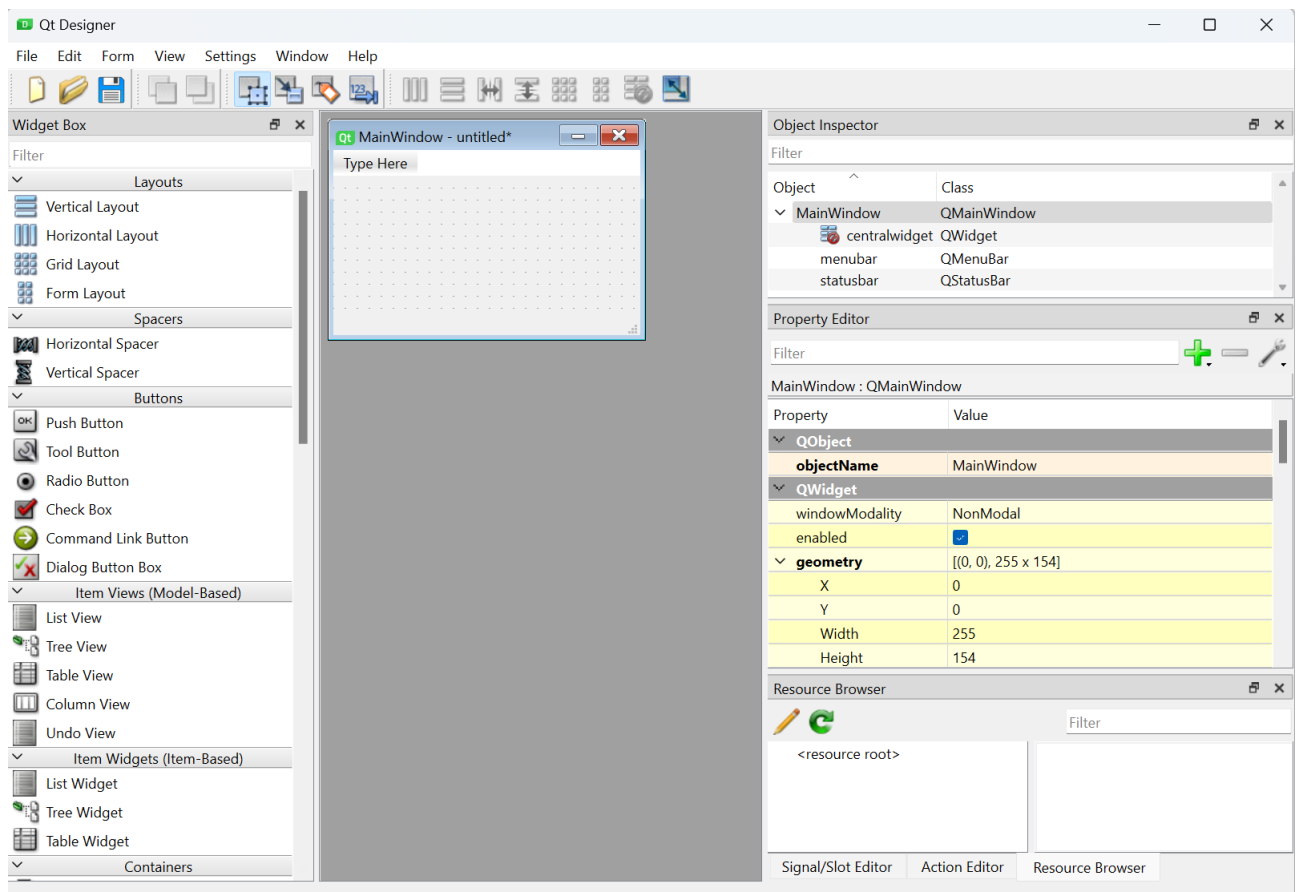 Qt Designer
File Edit Form View Settings Window Help
123
Widget Box
Filter
Layouts
Vertical Layout
Horizontal Layout
Grid Layout
Form Layout
Spacers
Horizontal Spacer
Vertical Spacer
Buttons
OK Push Button
Tool Button
Radio Button
Check Box
Command Link Button
Dialog Button Box
Item Views (Model-Based)
List View
Tree View
Table View
Column View
Undo View
Item Widgets (Item-Based)
List Widget
Tree Widget
Table Widget
Containers
Qt MainWindow - untitled*
Type Here
Object Inspector
Filter
Object Class
MainWindow QMainWindow
centralwidget QWidget
menubar QMenuBar
statusbar QStatusBar
Property Editor
Filter
MainWindow : QMainWindow
Property Value
QObject
objectName MainWindow
QWidget
windowModality NonModal
enabled
geometry [(0, 0), 255 x 154]
X 0
Y 0
Width 255
Height 154
Resource Browser
Filter
<resource root>
Signal/Slot Editor Action Editor Resource Browser